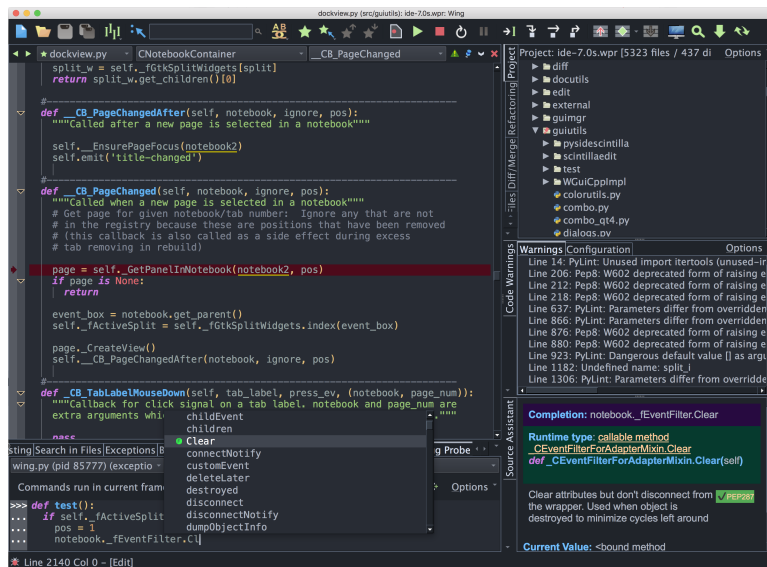 dockview.py (src/guiutils): ide-7.0s.wpr: Wing
dockview.py
CNotebookContainer
__CB_PageChanged
split_w = self._fGtkSplitWidgets[split]
return split_w.get_children()[0]
#
def __CB_PageChangedAfter(self, notebook, ignore, pos):
"""Called after a new page is selected in a notebook"""
self.__EnsurePageFocus(notebook2)
self.emit('title-changed')
#
def __CB_PageChanged(self, notebook, ignore, pos):
"""Called when a new page is selected in a notebook"""
# Get page for given notebook/tab number:  Ignore any that are not
# in the registry because these are positions that have been removed
# (this callback is also called as a side effect during excess
# tab removing in rebuild)
page = self._GetPanelInNotebook(notebook2, pos)
if page is None:
return
event_box = notebook.get_parent()
self._fActiveSplit = self._fGtkSplitWidgets.index(event_box)
page._CreateView()
self.__CB_PageChangedAfter(notebook, ignore, pos)
#
def _CB_TabLabelMouseDown(self, tab_label, press_ev, (notebook, page_num)):
"""Callback for click signal on a tab label. notebook and page_num are
extra arguments whi
."""
pass
childEvent
children
Clear
connectNotify
customEvent
deleteLater
destroyed
disconnect
disconnectNotify
dumpObjectInfo
sting Search in Files Exceptions B
g Probe
wing.py (pid 85777) (exceptio
Commands run in current fram
Options
>>> def test():
... if self._fActiveSplit
... pos = 1
... notebook._fEventFilter.Cl
Line 2140 Col 0 – [Edit]
Project: ide-7.0s.wpr [5323 files / 437 di
Options
Project
Refactoring
Diff/Merge
Files
diff
docutils
edit
external
guimgr
guiutils
pysidescintilla
scintillaedit
test
WGuiCppImpl
colorutils.py
combo.py
combo_qt4.py
dialogs.py
Code Warnings
Warnings
Configuration
Options
Line 14: PyLint: Unused import itertools (unused-ir
Line 206: Pep8: W602 deprecated form of raising e
Line 212: Pep8: W602 deprecated form of raising e
Line 218: Pep8: W602 deprecated form of raising e
Line 637: PyLint: Parameters differ from overridden
Line 866: PyLint: Parameters differ from overridden
Line 876: Pep8: W602 deprecated form of raising e
Line 880: Pep8: W602 deprecated form of raising e
Line 923: PyLint: Dangerous default value [] as argu
Line 1182: Undefined name: split_i
Line 1306: PyLint: Parameters differ from overridde
Source Assistant
Completion: notebook._fEventFilter.Clear
Runtime type: callable method
_CEventFilterForAdapterMixin.Clear
def _CEventFilterForAdapterMixin.Clear(self)
Clear attributes but don't disconnect from
the wrapper. Used when object is
destroyed to minimize cycles left around
PEP287
Current Value: <bound method